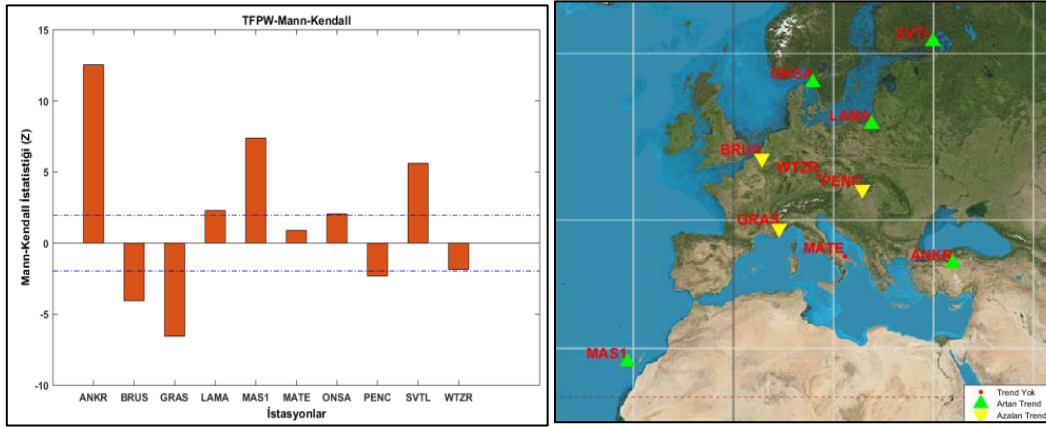 TFPW-Mann-Kendall
15
10
5
0
-5
-10
Mann-Kendall İstatistiği (Z)
ANKR BRUS GRAS LAMA MAS1 MATE ONSA PENC SVTL WTZR
İstasyonlar
SVTL
ONSA
LAMA
BRUS
WTZR
PENC
GRAS
MATE
ANKR
MAS1
Trend Yok
Artan Trend
Azalan Trend